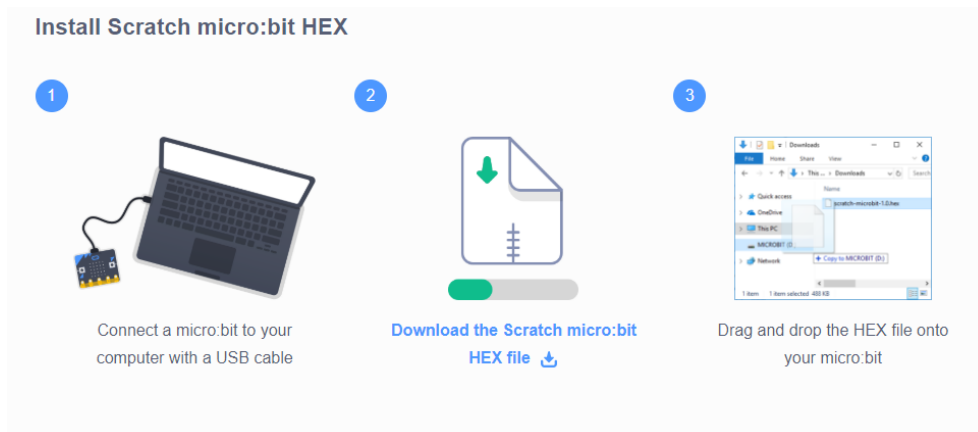 Install Scratch micro:bit HEX
1
2
3
Downloads
File Home Share View
This ... › Downloads Search
Name
Quick access
scratch-microbit-1.0.hex
OneDrive
This PC
MICROBIT (D:)
Network
Copy to MICROBIT (D:)
1 item 1 item selected 488 KB
Connect a micro:bit to your
computer with a USB cable
Download the Scratch micro:bit
HEX file
Drag and drop the HEX file onto
your micro:bit